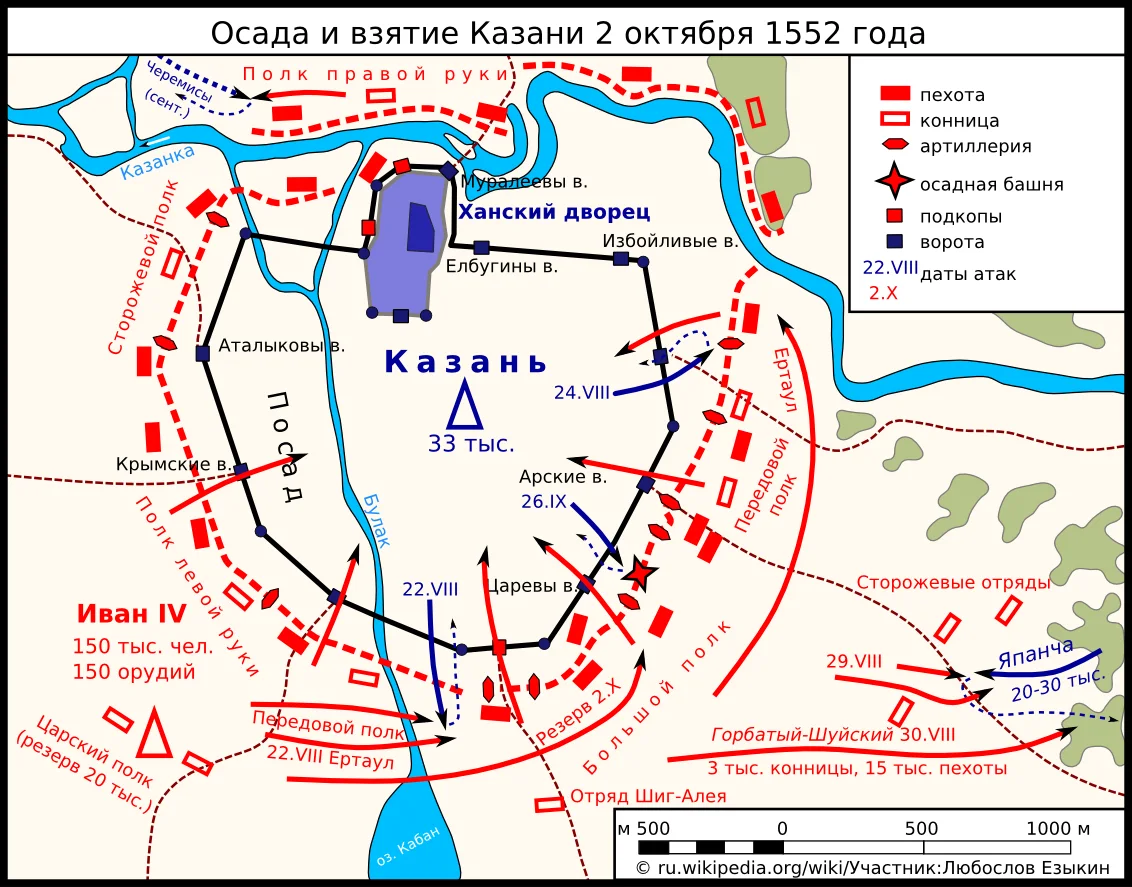 Осада и взятие Казани 2 октября 1552 года
Черемисы
(сент.)
Полк правой руки
Казанка
пехота
конница
артиллерия
осадная башня
подкопы
ворота
22.VIII
даты атак
2.X
Муралеевы в.
Ханский дворец
Избойливые в.
Елбугины в.
Сторожевой полк
Аталыковы в.
Казань
33 тыс.
24.VIII
Ертаул
Посад
Крымские в.
Арские в.
26.IX
Передовой
полк
Булак
Полк левой руки
22.VIII
Царевы в.
Сторожевые отряды
Иван IV
150 тыс. чел.
150 орудий
29.VIII
Япанча
20-30 тыс.
Царский полк
(резерв 20 тыс.)
Передовой полк
22.VIII Ертаул
Резерв 2.X
Большой полк
Горбатый-Шуйский 30.VIII
3 тыс. конницы, 15 тыс. пехоты
Отряд Шиг-Алея
оз. Кабан
м 500 0 500 1000 м
© ru.wikipedia.org/wiki/Участник:Любослов Езыкин